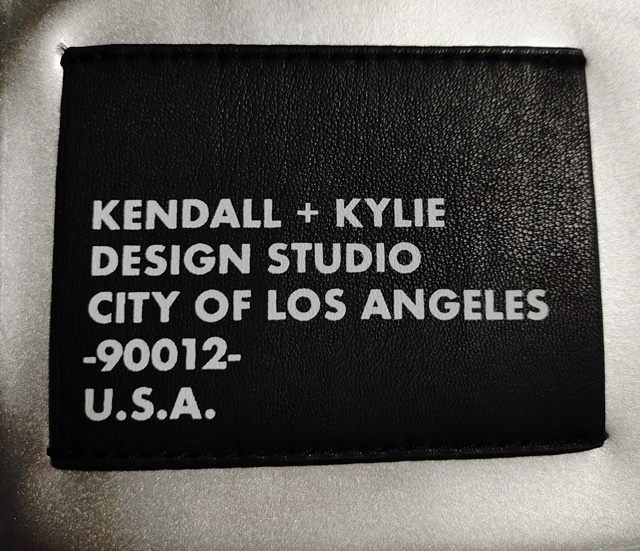 KENDALL + KYLIE
DESIGN STUDIO
CITY OF LOS ANGELES
-90012-
U.S.A.